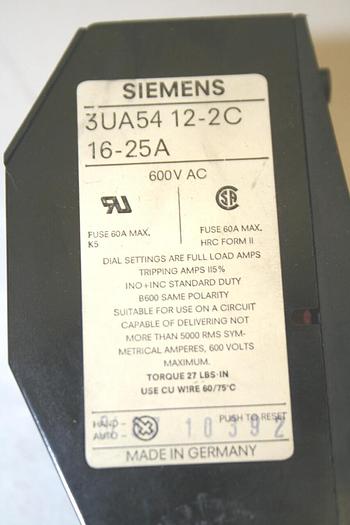 SIEMENS
3UA54 12-2C
16-25A
600V AC
FUSE 60A MAX.
K5
FUSE 60A MAX.
HRC FORM II
DIAL SETTINGS ARE FULL LOAD AMPS
TRIPPING AMPS 115%
1NO+1NC STANDARD DUTY
B600 SAME POLARITY
SUITABLE FOR USE ON A CIRCUIT
CAPABLE OF DELIVERING NOT
MORE THAN 5000 RMS SYM-
METRICAL AMPERES, 600 VOLTS
MAXIMUM.
TORQUE 27 LBS·IN
USE CU WIRE 60/75°C
HAND –
AUTO –
PUSH TO RESET
10392
MADE IN GERMANY